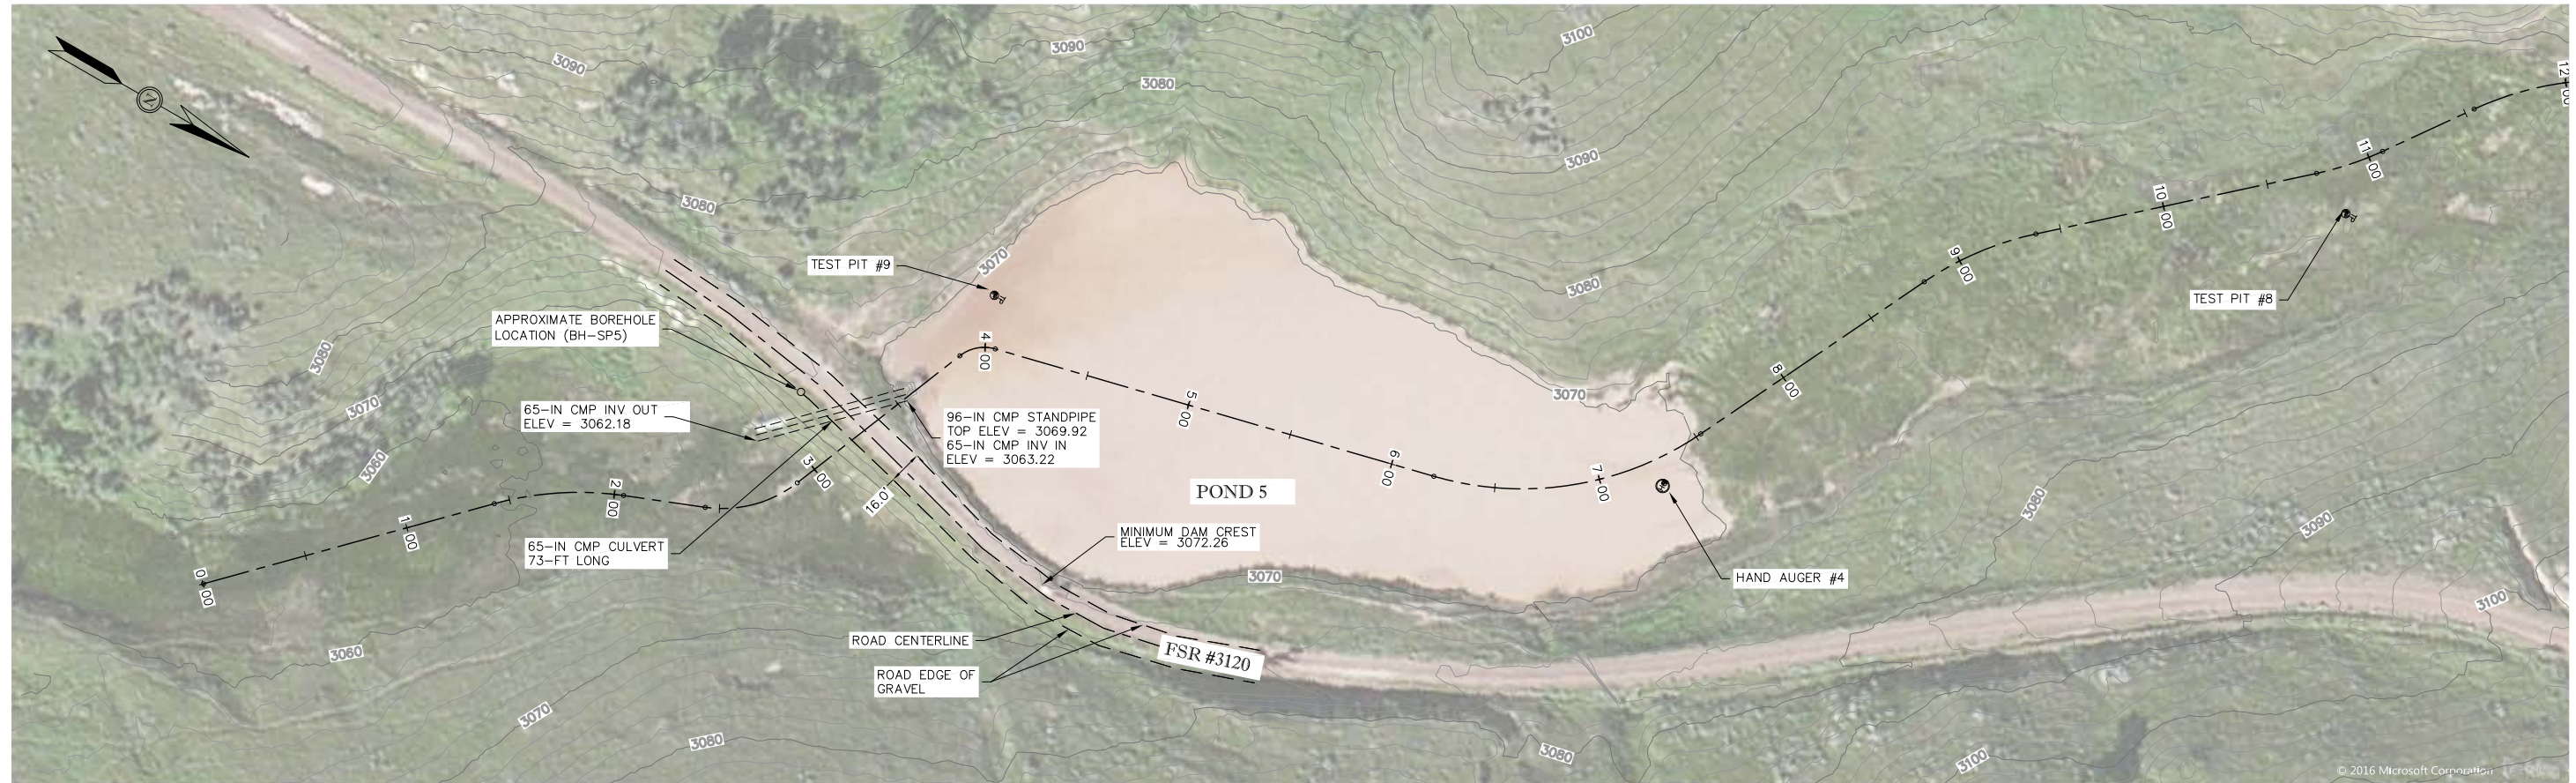 3100
3090
3090
3080
3090
3080
3080
3070
3080
3080
3070
3070
3060
3070
3070
3080
3090
3100
3060
3070
3080
3080
3100
N
TEST PIT #9
TP
TEST PIT #8
TP
APPROXIMATE BOREHOLE
LOCATION (BH-SP5)
65-IN CMP INV OUT
ELEV = 3062.18
96-IN CMP STANDPIPE
TOP ELEV = 3069.92
65-IN CMP INV IN
ELEV = 3063.22
65-IN CMP CULVERT
73-FT LONG
16.0'
POND 5
MINIMUM DAM CREST
ELEV = 3072.26
HAND AUGER #4
ROAD CENTERLINE
ROAD EDGE OF
GRAVEL
FSR #3120
0+00
1+00
2+00
3+00
4+00
5+00
6+00
7+00
8+00
9+00
10+00
11+00
12+00
© 2016 Microsoft Corporation